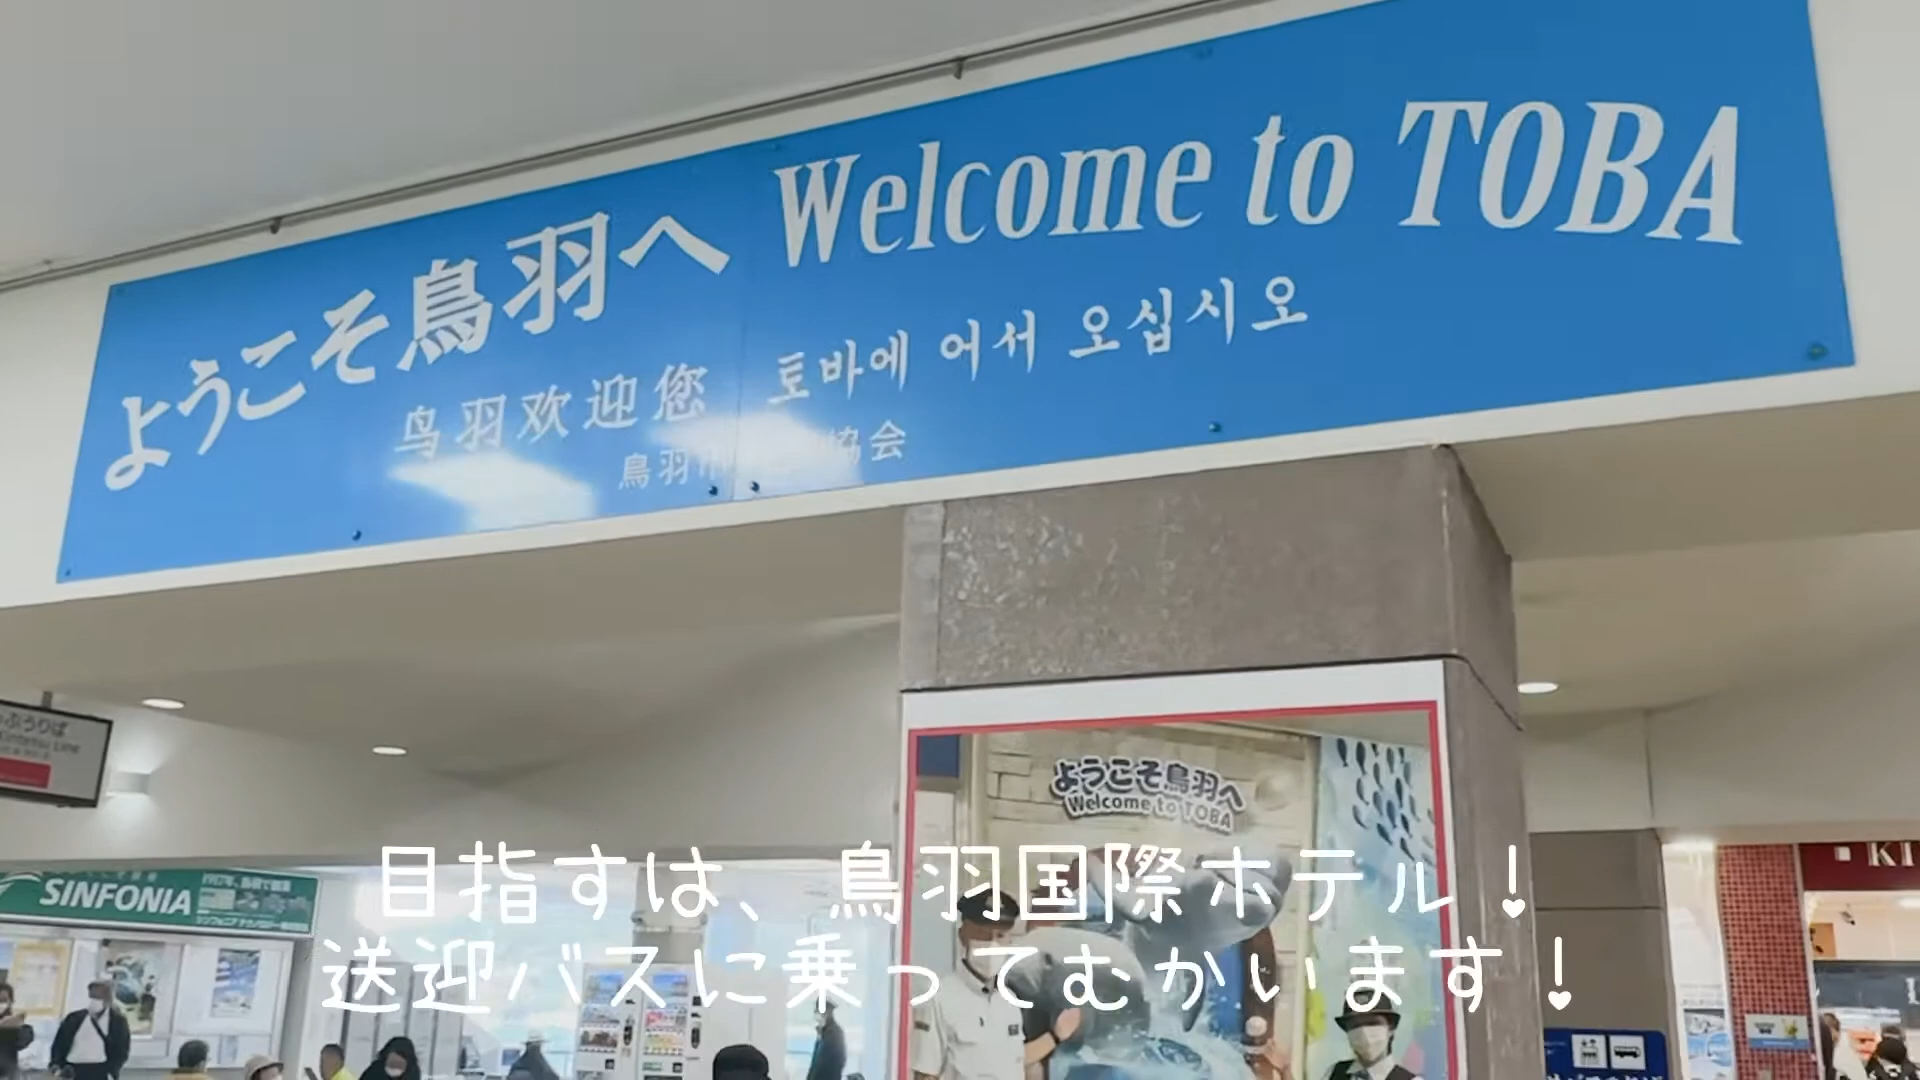 ようこそ鳥羽へ Welcome to TOBA
鸟羽欢迎您 토바에 어서 오십시오
鳥羽市 協会
Kintetsu Line
ようこそ鳥羽へ
Welcome to TOBA
SINFONIA
目指すは、鳥羽国際ホテル!
送迎バスに乗ってむかいます!